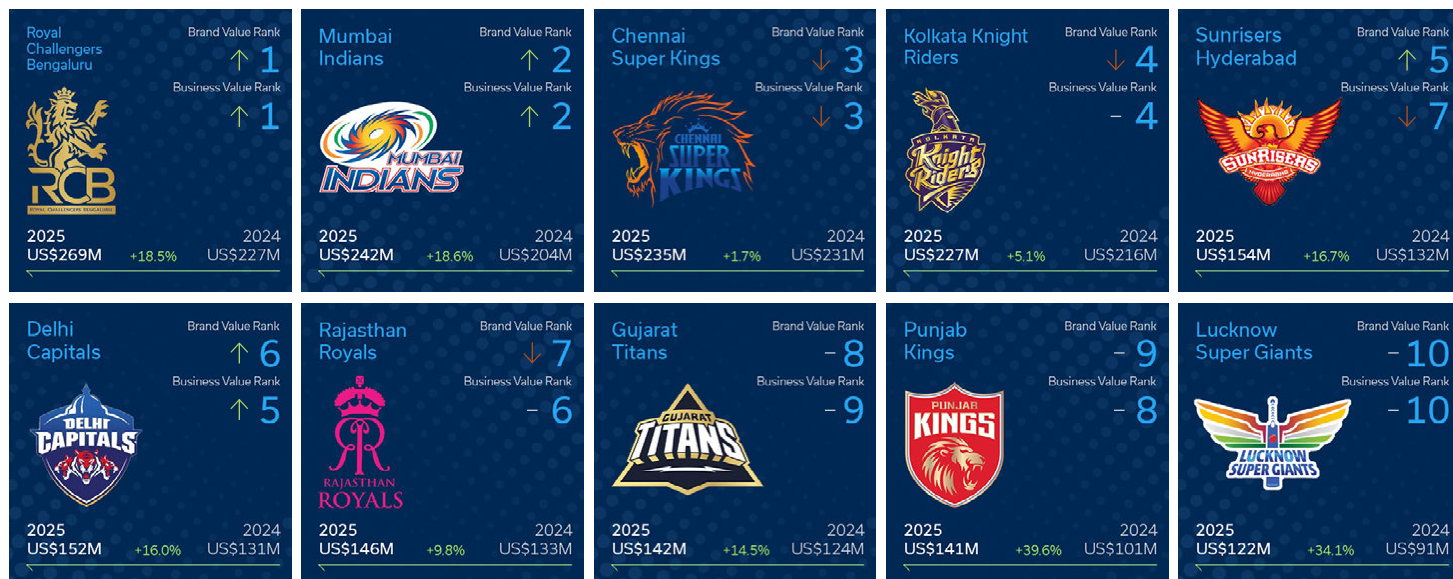 Royal
Challengers
Bengaluru
Brand Value Rank
↑ 1
Business Value Rank
↑ 1
RCB
ROYAL CHALLENGERS BENGALURU
2025
2024
US$269M +18.5% US$227M
Mumbai
Indians
Brand Value Rank
↑ 2
Business Value Rank
↑ 2
MUMBAI
INDIANS
2025
2024
US$242M +18.6% US$204M
Chennai
Super Kings
Brand Value Rank
↓ 3
Business Value Rank
↓ 3
CHENNAI
SUPER
KINGS
2025
2024
US$235M +1.7% US$231M
Kolkata Knight
Riders
Brand Value Rank
↓ 4
Business Value Rank
– 4
KOLKATA
Knight
Riders
2025
2024
US$227M +5.1% US$216M
Sunrisers
Hyderabad
Brand Value Rank
↑ 5
Business Value Rank
↓ 7
SUNRISERS
HYDERABAD
2025
2024
US$154M +16.7% US$132M
Delhi
Capitals
Brand Value Rank
↑ 6
Business Value Rank
↑ 5
DELHI
CAPITALS
2025
2024
US$152M +16.0% US$131M
Rajasthan
Royals
Brand Value Rank
↓ 7
Business Value Rank
– 6
RR
RAJASTHAN
ROYALS
2025
2024
US$146M +9.8% US$133M
Gujarat
Titans
Brand Value Rank
– 8
Business Value Rank
– 9
GUJARAT
TITANS
2025
2024
US$142M +14.5% US$124M
Punjab
Kings
Brand Value Rank
– 9
Business Value Rank
– 8
PUNJAB
KINGS
2025
2024
US$141M +39.6% US$101M
Lucknow
Super Giants
Brand Value Rank
– 10
Business Value Rank
– 10
LUCKNOW
SUPER GIANTS
2025
2024
US$122M +34.1% US$91M